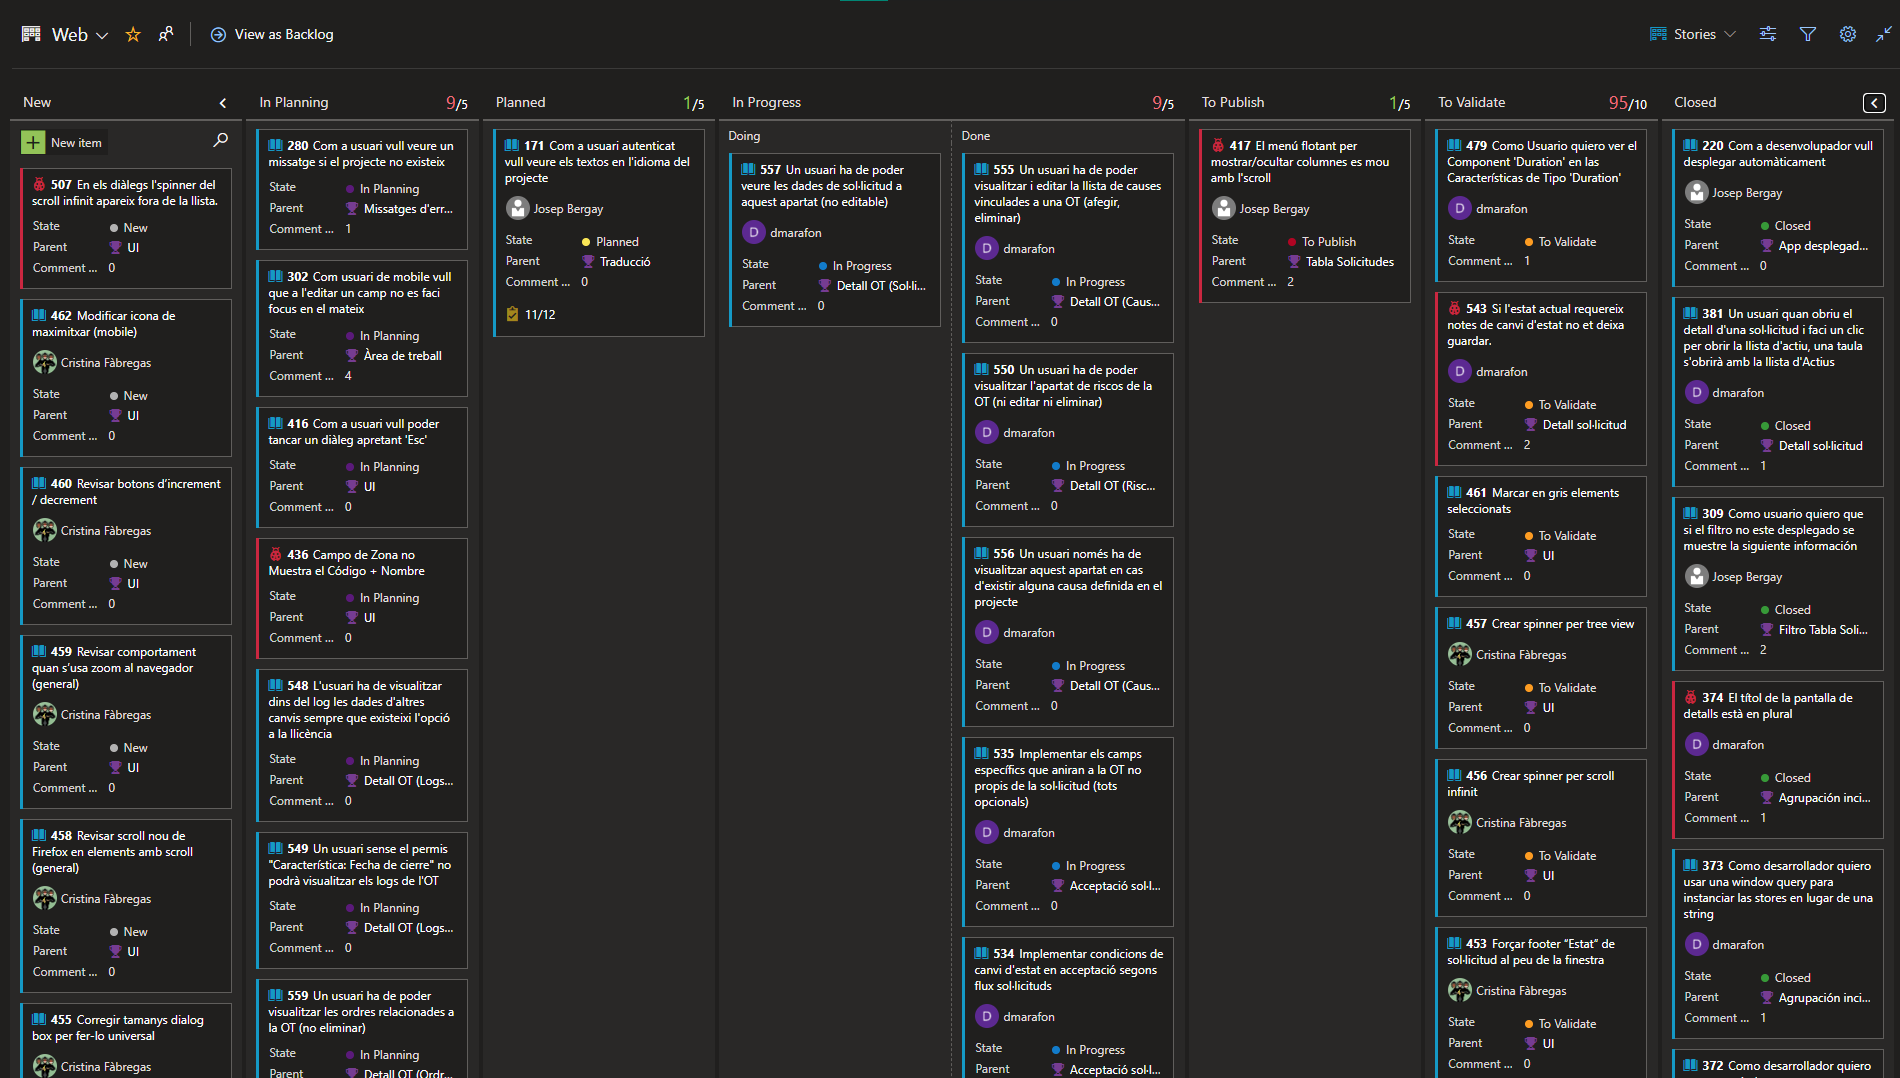 Web
View as Backlog
Stories
New
New item
507 En els diàlegs l'spinner del
scroll infinit apareix fora de la llista.
State New
Parent UI
Comment ... 0
462 Modificar icona de
maximitxar (mobile)
Cristina Fàbregas
State New
Parent UI
Comment ... 0
460 Revisar botons d'increment
/ decrement
Cristina Fàbregas
State New
Parent UI
Comment ... 0
459 Revisar comportament
quan s'usa zoom al navegador
(general)
Cristina Fàbregas
State New
Parent UI
Comment ... 0
458 Revisar scroll nou de
Firefox en elements amb scroll
(general)
Cristina Fàbregas
State New
Parent UI
Comment ... 0
455 Corregir tamanys dialog
box per fer-lo universal
Cristina Fàbregas
In Planning 9/5
280 Com a usuari vull veure un
missatge si el projecte no existeix
State In Planning
Parent Missatges d'err...
Comment ... 1
302 Com usuari de mobile vull
que a l'editar un camp no es faci
focus en el mateix
State In Planning
Parent Àrea de treball
Comment ... 4
416 Com a usuari vull poder
tancar un diàleg apretant 'Esc'
State In Planning
Parent UI
Comment ... 0
436 Campo de Zona no
Muestra el Código + Nombre
State In Planning
Parent UI
Comment ... 0
548 L'usuari ha de visualitzar
dins del log les dades d'altres
canvis sempre que existeixi l'opció
a la llicència
State In Planning
Parent Detall OT (Logs...
Comment ... 0
549 Un usuari sense el permis
"Característica: Fecha de cierre" no
podrà visualitzar els logs de l'OT
State In Planning
Parent Detall OT (Logs...
Comment ... 0
559 Un usuari ha de poder
visualitzar les ordres relacionades a
la OT (no eliminar)
State In Planning
Parent Detall OT (Ordr...
Planned 1/5
171 Com a usuari autenticat
vull veure els textos en l'idioma del
projecte
Josep Bergay
State Planned
Parent Traducció
Comment ... 0
11/12
In Progress 9/5
Doing
557 Un usuari ha de poder
veure les dades de sol·licitud a
aquest apartat (no editable)
D dmarafon
State In Progress
Parent Detall OT (Sol·li...
Comment ... 0
Done
555 Un usuari ha de poder
visualitzar i editar la llista de causes
vinculades a una OT (afegir,
eliminar)
D dmarafon
State In Progress
Parent Detall OT (Caus...
Comment ... 0
550 Un usuari ha de poder
visualitzar l'apartat de riscos de la
OT (ni editar ni eliminar)
D dmarafon
State In Progress
Parent Detall OT (Risc...
Comment ... 0
556 Un usuari només ha de
visualitzar aquest apartat en cas
d'existir alguna causa definida en el
projecte
D dmarafon
State In Progress
Parent Detall OT (Caus...
Comment ... 0
535 Implementar els camps
específics que aniran a la OT no
propis de la sol·licitud (tots
opcionals)
D dmarafon
State In Progress
Parent Acceptació sol·l...
Comment ... 0
534 Implementar condicions de
canvi d'estat en acceptació segons
flux sol·licituds
D dmarafon
State In Progress
Parent Acceptació sol·l...
To Publish 1/5
417 El menú flotant per
mostrar/ocultar columnes es mou
amb l'scroll
Josep Bergay
State To Publish
Parent Tabla Solicitudes
Comment ... 2
To Validate 95/10
479 Como Usuario quiero ver el
Component 'Duration' en las
Características de Tipo 'Duration'
D dmarafon
State To Validate
Comment ... 1
543 Si l'estat actual requereix
notes de canvi d'estat no et deixa
guardar.
D dmarafon
State To Validate
Parent Detall sol·licitud
Comment ... 2
461 Marcar en gris elements
seleccionats
State To Validate
Parent UI
Comment ... 0
457 Crear spinner per tree view
Cristina Fàbregas
State To Validate
Parent UI
Comment ... 0
456 Crear spinner per scroll
infinit
Cristina Fàbregas
State To Validate
Parent UI
Comment ... 0
453 Forçar footer “Estat” de
sol·licitud al peu de la finestra
Cristina Fàbregas
State To Validate
Parent UI
Comment ... 0
Closed
220 Com a desenvolupador vull
desplegar automàticament
Josep Bergay
State Closed
Parent App desplegad...
Comment ... 0
381 Un usuari quan obriu el
detall d'una sol·licitud i faci un clic
per obrir la llista d'actiu, una taula
s'obrirà amb la llista d'Actius
D dmarafon
State Closed
Parent Detall sol·licitud
Comment ... 1
309 Como usuario quiero que
si el filtro no este desplegado se
muestre la siguiente información
Josep Bergay
State Closed
Parent Filtro Tabla Soli...
Comment ... 2
374 El títol de la pantalla de
detalls està en plural
D dmarafon
State Closed
Parent Agrupación inci...
Comment ... 1
373 Como desarrollador quiero
usar una window query para
instanciar las stores en lugar de una
string
D dmarafon
State Closed
Parent Agrupación inci...
Comment ... 1
372 Como desarrollador quiero